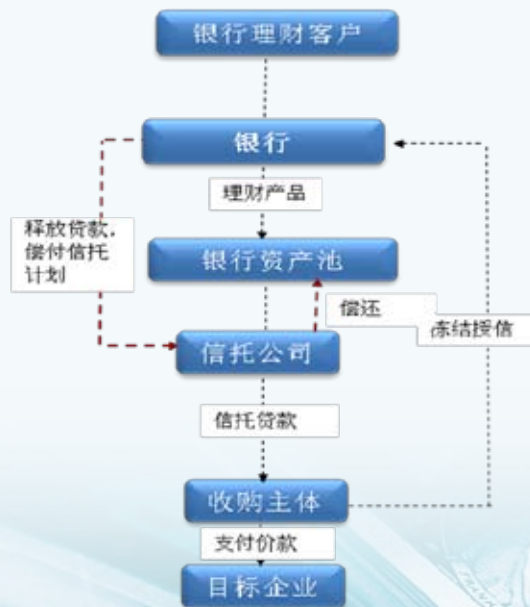 银行理财客户
银行
理财产品
释放贷款,
偿付信托
计划
银行资产池
偿还
冻结授信
信托公司
信托贷款
收购主体
支付价款
目标企业